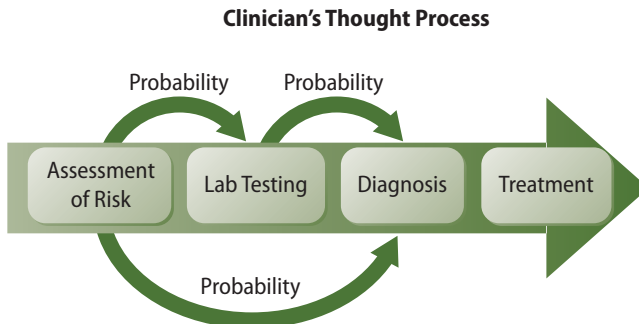 Clinician’s Thought Process
Probability
Probability
Assessment
of Risk
Lab Testing
Diagnosis
Treatment
Probability